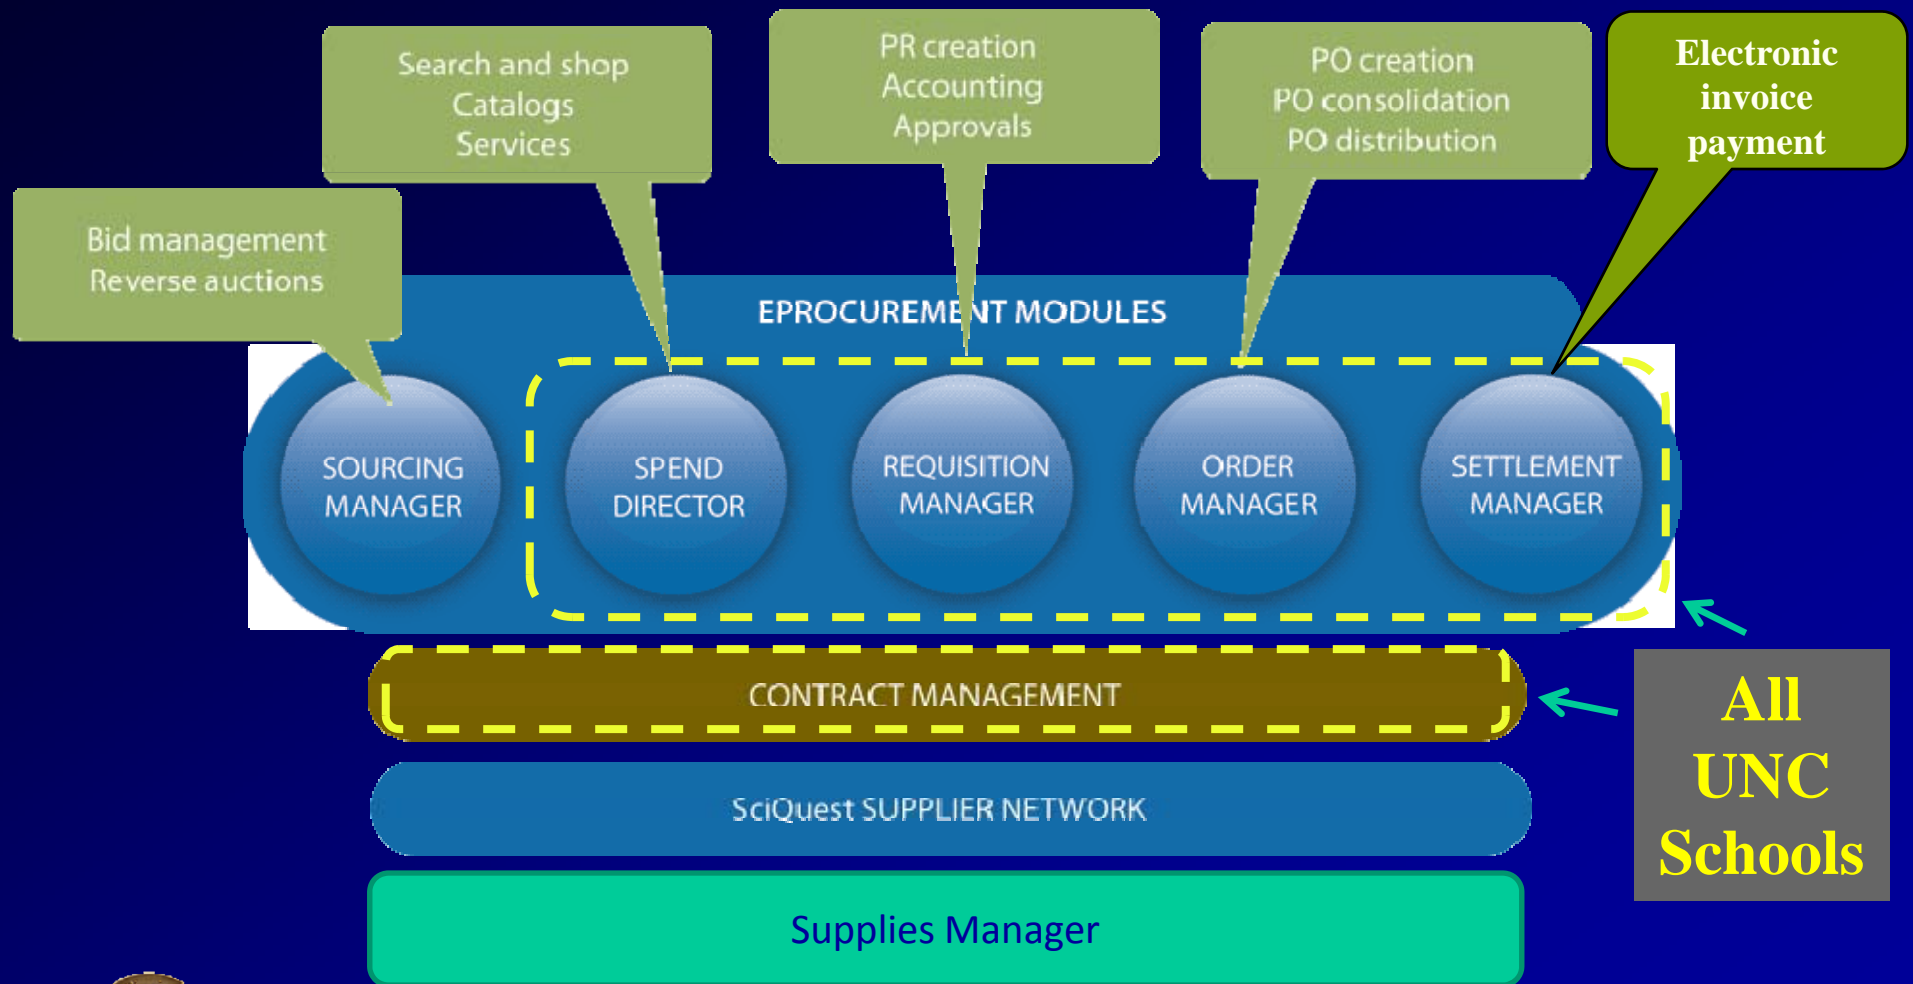 Search and shop
Catalogs
Services
PR creation
Accounting
Approvals
PO creation
PO consolidation
PO distribution
Electronic
invoice
payment
Bid management
Reverse auctions
EPROCUREMENT MODULES
SOURCING
MANAGER
SPEND
DIRECTOR
REQUISITION
MANAGER
ORDER
MANAGER
SETTLEMENT
MANAGER
CONTRACT MANAGEMENT
All
UNC
Schools
SciQuest SUPPLIER NETWORK
Supplies Manager